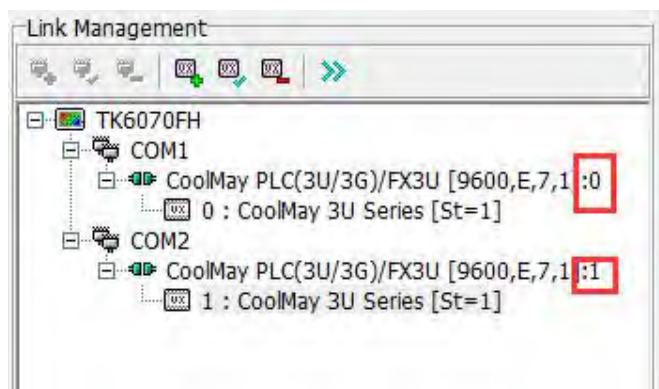 Link Management
TK6070FH
COM1
CoolMay PLC(3U/3G)/FX3U [9600,E,7,1]:0
0 : CoolMay 3U Series [St=1]
COM2
CoolMay PLC(3U/3G)/FX3U [9600,E,7,1]:1
1 : CoolMay 3U Series [St=1]